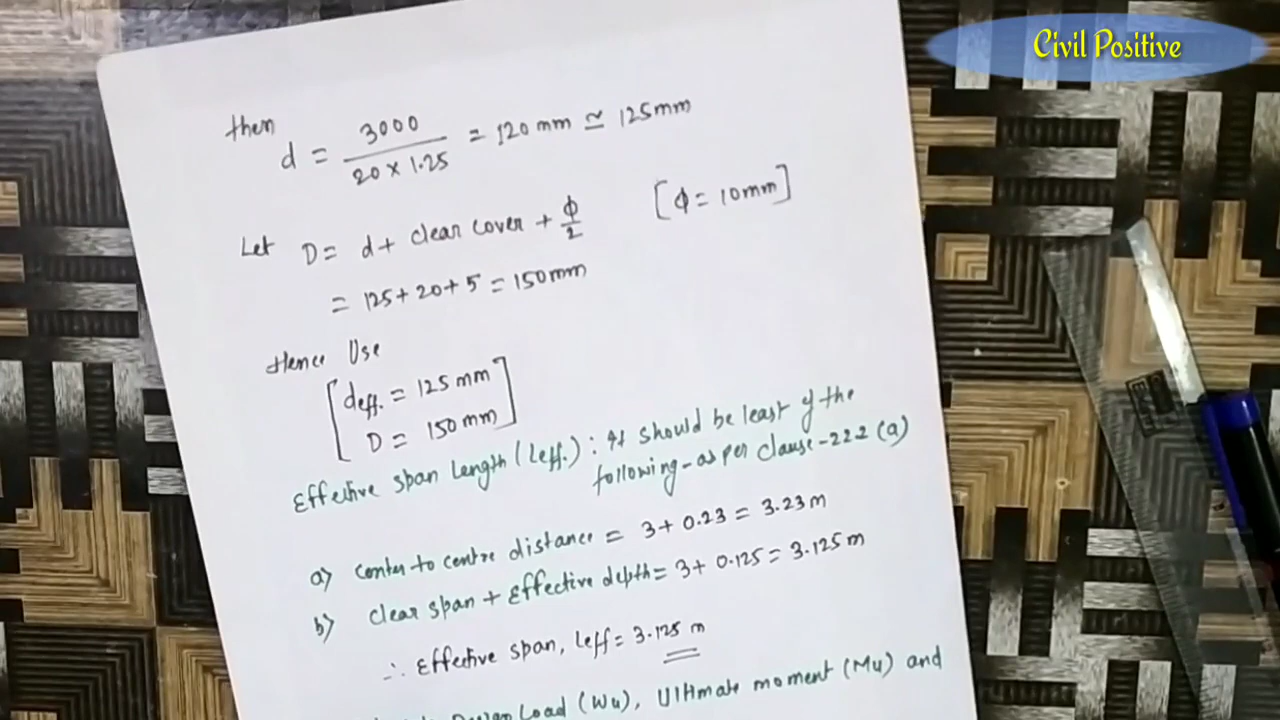 Civil Positive
then
d = 3000 / 20 × 1.25 = 120 mm ≃ 125mm
Let D = d + clear cover + ϕ/2 [ϕ = 10mm]
= 125 + 20 + 5 = 150mm
Hence Use
deff. = 125 mm
D = 150 mm
Effective span Length (Leff.) : It should be least of the
following - as per clause - 22.2 (a)
a) center to centre distance = 3 + 0.23 = 3.23 m
b) clear span + Effective depth = 3 + 0.125 = 3.125 m
∴ Effective span, Leff = 3.125 m
Load (Wu), Ultimate moment (Mu) and